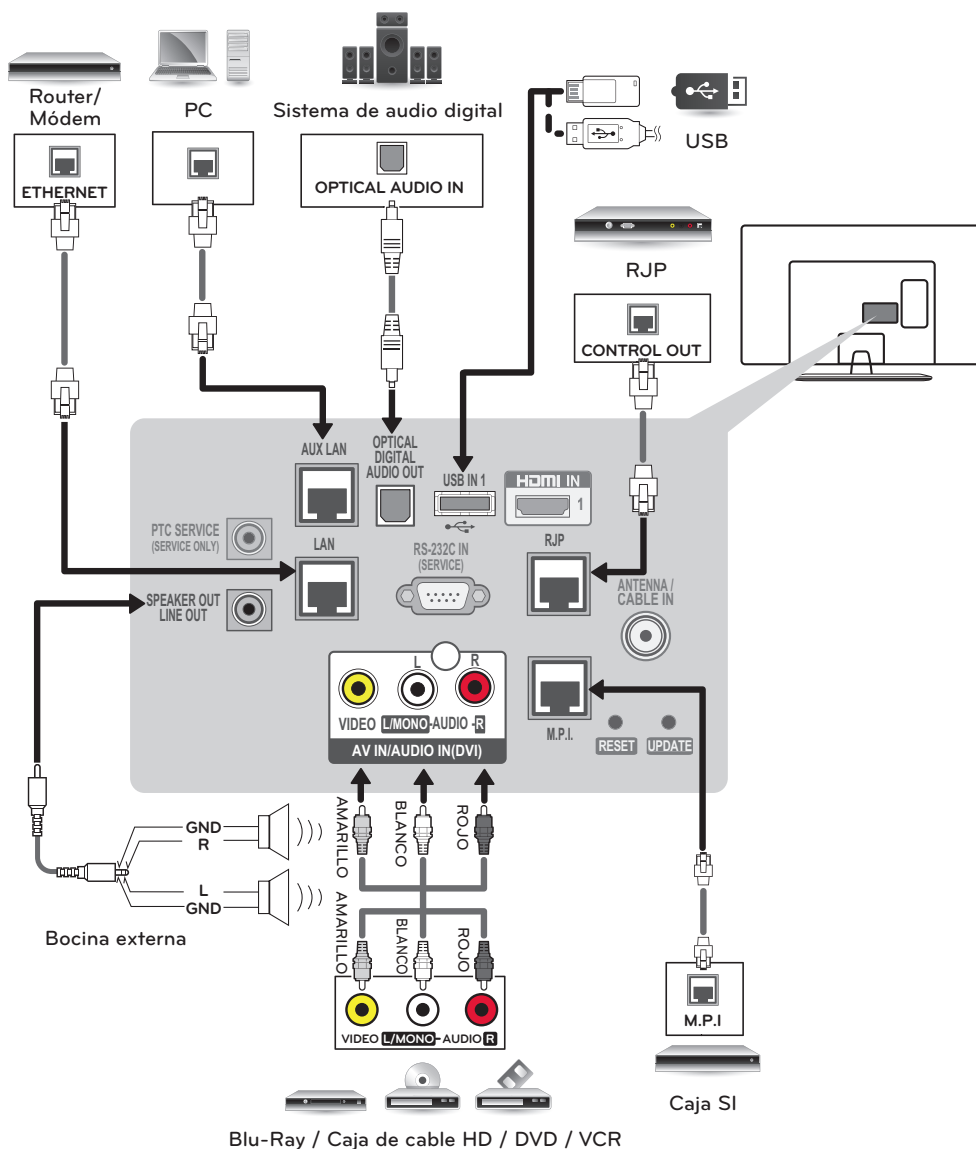 Router/
Módem
PC
Sistema de audio digital
USB
ETHERNET
OPTICAL AUDIO IN
RJP
CONTROL OUT
AUX LAN
OPTICAL
DIGITAL
AUDIO OUT
USB IN 1
HDMI IN
1
PTC SERVICE
(SERVICE ONLY)
LAN
RS-232C IN
(SERVICE)
RJP
ANTENNA /
CABLE IN
SPEAKER OUT
LINE OUT
L
R
VIDEO L/MONO-AUDIO-R
AV IN/AUDIO IN(DVI)
M.P.I.
RESET
UPDATE
AMARILLO
BLANCO
ROJO
GND
R
L
GND
Bocina externa
AMARILLO
BLANCO
ROJO
VIDEO L/MONO-AUDIO R
M.P.I
Caja SI
Blu-Ray / Caja de cable HD / DVD / VCR